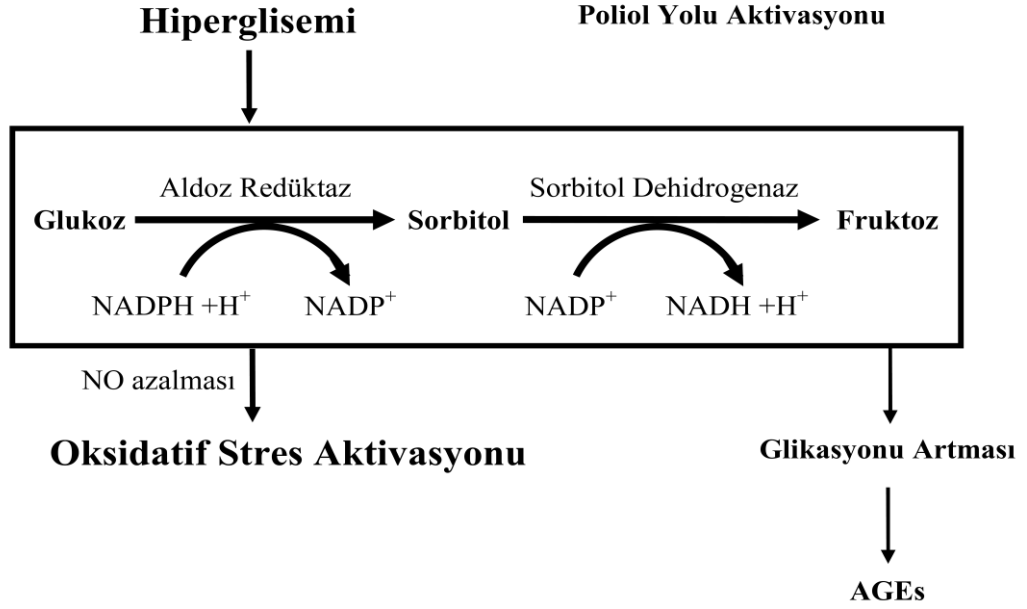 Hiperglisemi
Poliol Yolu Aktivasyonu
Aldoz Redüktaz
Sorbitol Dehidrogenaz
Glukoz
Sorbitol
Fruktoz
NADPH +H⁺
NADP⁺
NADP⁺
NADH +H⁺
NO azalması
Oksidatif Stres Aktivasyonu
Glikasyonu Artması
AGEs